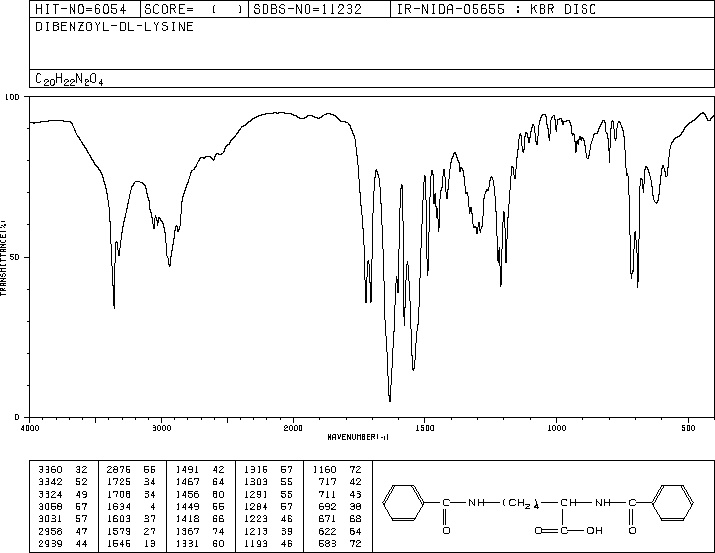 HIT-NO=6054 SCORE= ( ) SDBS-NO=11232 IR-NIDA-05655 : KBR DISC
DIBENZOYL-DL-LYSINE
C20H22N2O4
100
TRANSMITTANCE(%)
50
0
4000 3000 2000 1500 1000 500
WAVENUMBER(-1)
3360 32 2876 55 1491 42 1316 57 1160 72
3342 52 1725 34 1467 64 1303 55 717 42
3324 49 1708 34 1456 60 1291 55 711 43
3058 57 1634 4 1449 55 1284 57 692 38
3031 57 1603 37 1418 66 1223 46 671 68
2956 47 1579 27 1367 74 1213 39 622 64
2939 44 1545 13 1331 60 1193 46 583 72
C NH (CH2)4 CH NH C
O C OH O
O